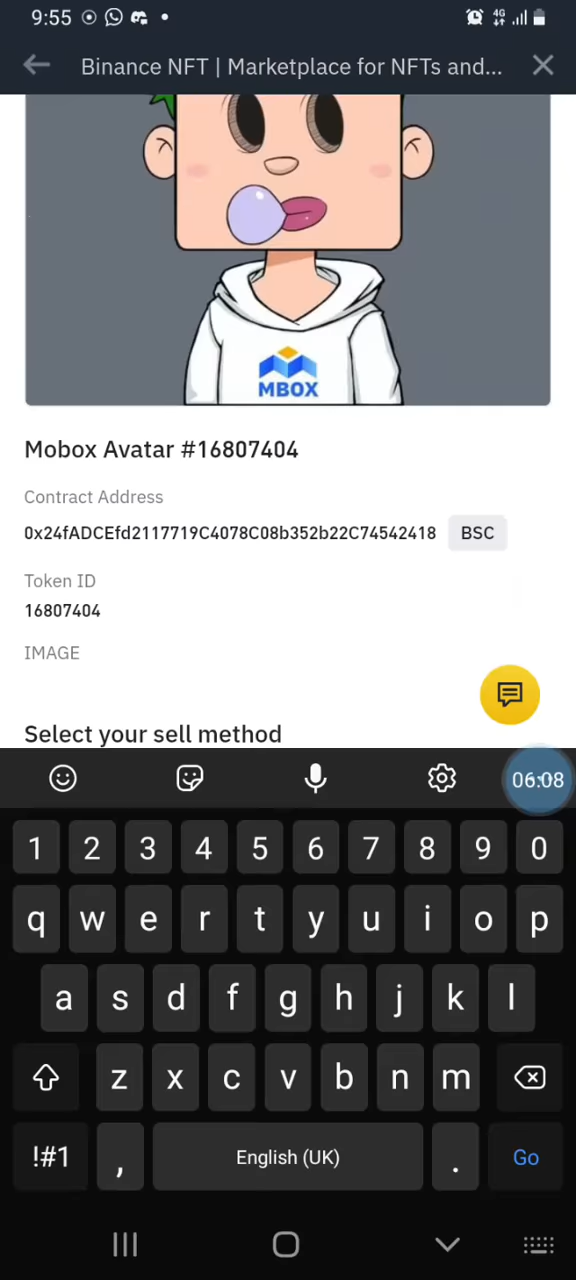 9:55
4G
Binance NFT | Marketplace for NFTs and...
MBOX
Mobox Avatar #16807404
Contract Address
0x24fADCEfd2117719C4078C08b352b22C74542418 BSC
Token ID
16807404
IMAGE
Select your sell method
06:08
1 2 3 4 5 6 7 8 9 0
q w e r t y u i o p
a s d f g h j k l
z x c v b n m
!#1 , English (UK) . Go